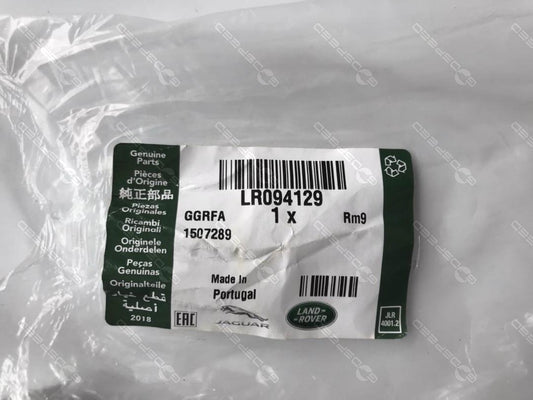 Genuine
Parts
Pièces
d'Origine
純正部品
Piezas
Originales
Ricambi
Originali
Originele
Onderdelen
Peças
Genuinas
Originalteile
قطع غيار
أصلية
2018
LR094129
GGRFA
1 x
Rm9
1507289
Made In
Portugal
EAC
JAGUAR
LAND-
-ROVER
JLR
4001.2